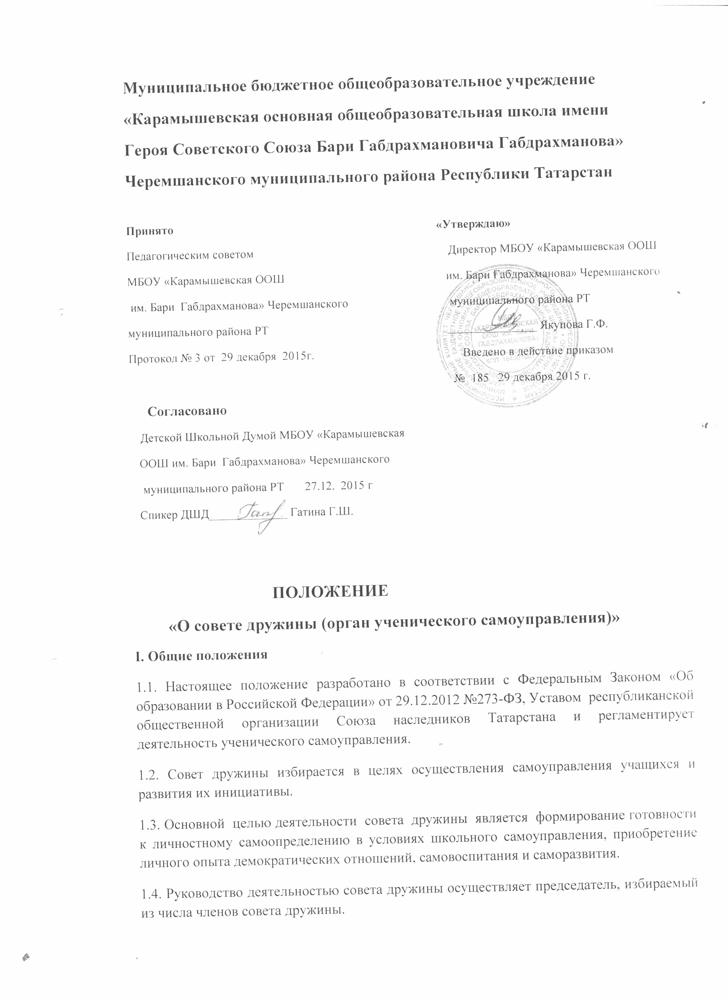 Муниципальное бюджетное общеобразовательное учреждение
«Карамышевская основная общеобразовательная школа имени
Героя Советского Союза Бари Габдрахмановича Габдрахманова»
Черемшанского муниципального района Республики Татарстан
Принято
Педагогическим советом
МБОУ «Карамышевская ООШ
им. Бари Габдрахманова» Черемшанского
муниципального района РТ
Протокол № 3 от 29 декабря 2015г.
«Утверждаю»
Директор МБОУ «Карамышевская ООШ
им. Бари Габдрахманова» Черемшанского
муниципального района РТ
Якупова Г.Ф.
Введено в действие приказом
№ 185 29 декабря 2015 г.
МБОУ
«КАРАМЫШЕВСКАЯ
ООШ им. БАРИ
ГАБДРАХМАНОВА»
КПП 164001001
Согласовано
Детской Школьной Думой МБОУ «Карамышевская
ООШ им. Бари Габдрахманова» Черемшанского
муниципального района РТ 27.12. 2015 г
Спикер ДШД____________ Гатина Г.Ш.
ПОЛОЖЕНИЕ
«О совете дружины (орган ученического самоуправления)»
I. Общие положения
1.1. Настоящее положение разработано в соответствии с Федеральным Законом «Об
образовании в Российской Федерации» от 29.12.2012 №273-ФЗ, Уставом республиканской
общественной организации Союза наследников Татарстана и регламентирует
деятельность ученического самоуправления.
1.2. Совет дружины избирается в целях осуществления самоуправления учащихся и
развития их инициативы.
1.3. Основной целью деятельности совета дружины является формирование готовности
к личностному самоопределению в условиях школьного самоуправления, приобретение
личного опыта демократических отношений, самовоспитания и саморазвития.
1.4. Руководство деятельностью совета дружины осуществляет председатель, избираемый
из числа членов совета дружины.